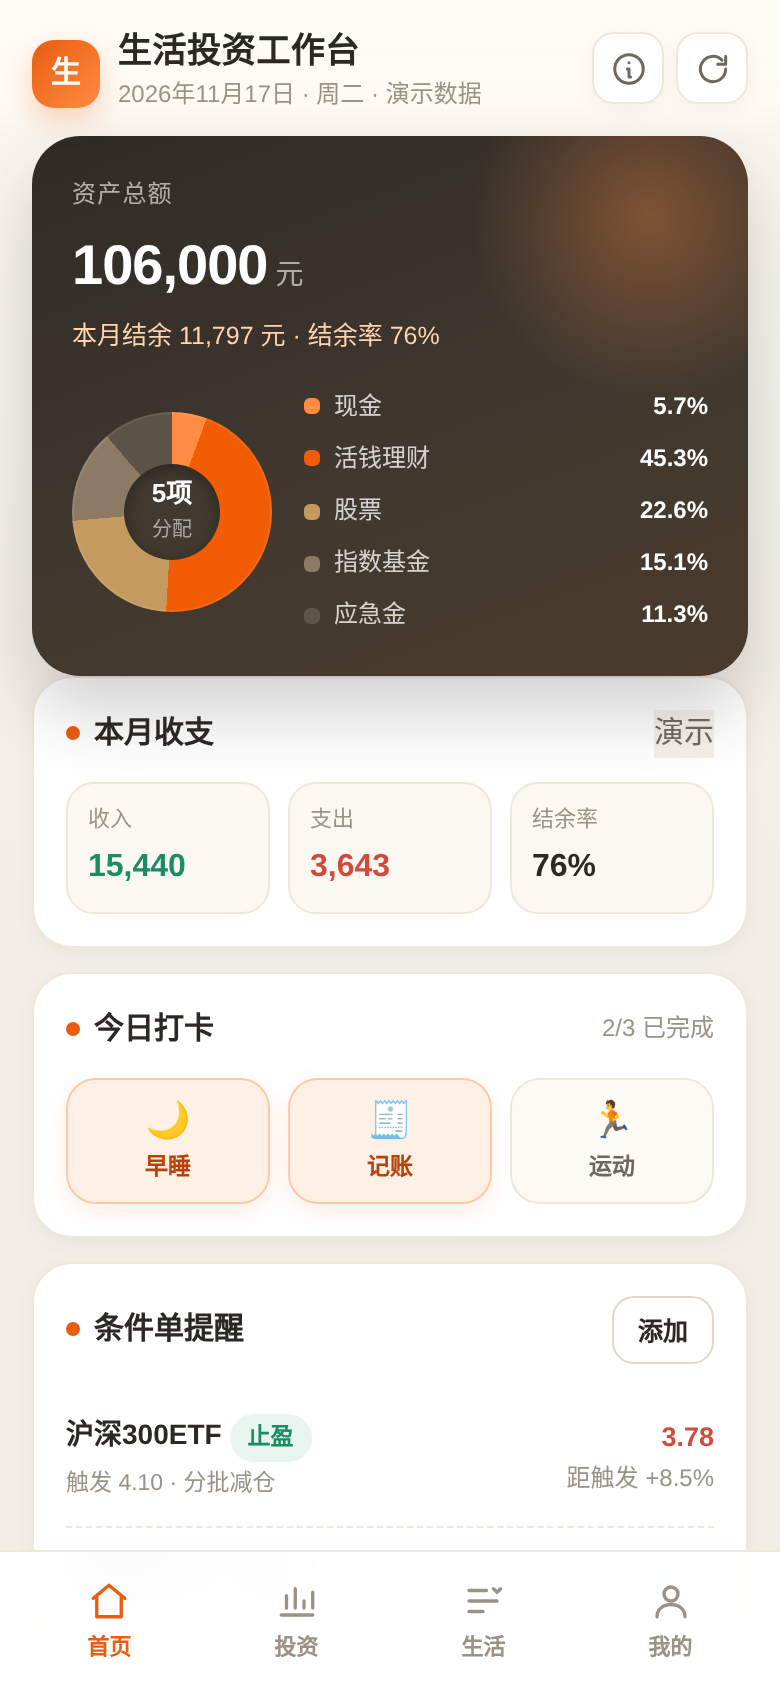 生
生活投资工作台
2026年11月17日 · 周二 · 演示数据
资产总额
106,000 元
本月结余 11,797 元 · 结余率 76%
5项
分配
现金 5.7%
活钱理财 45.3%
股票 22.6%
指数基金 15.1%
应急金 11.3%
本月收支 演示
收入 支出 结余率
15,440 3,643 76%
今日打卡 2/3 已完成
早睡 记账 运动
条件单提醒 添加
沪深300ETF 止盈 3.78
触发 4.10 · 分批减仓 距触发 +8.5%
首页 投资 生活 我的